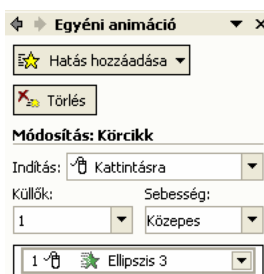 Egyéni animáció
Hatás hozzáadása
Törlés
Módosítás: Körcikk
Indítás: Kattintásra
Küllők: Sebesség:
1 Közepes
1 Ellipszis 3